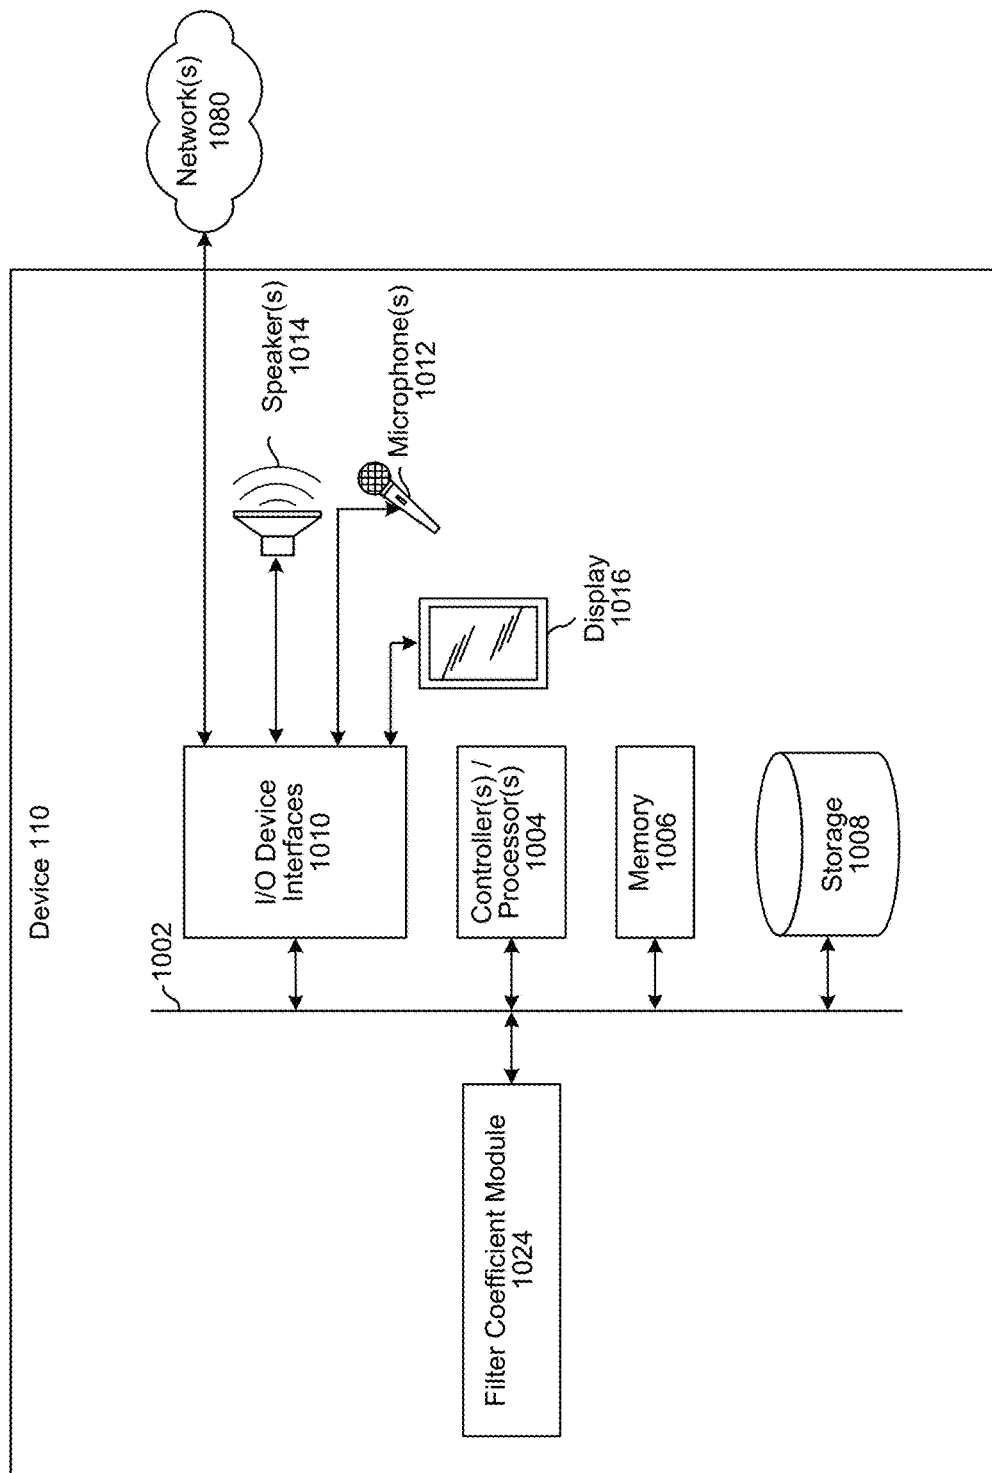 Device 110
1002
Filter Coefficient Module
1024
I/O Device
Interfaces
1010
Controller(s) /
Processor(s)
1004
Memory
1006
Storage
1008
Display
1016
Microphone(s)
1012
Speaker(s)
1014
Network(s)
1080